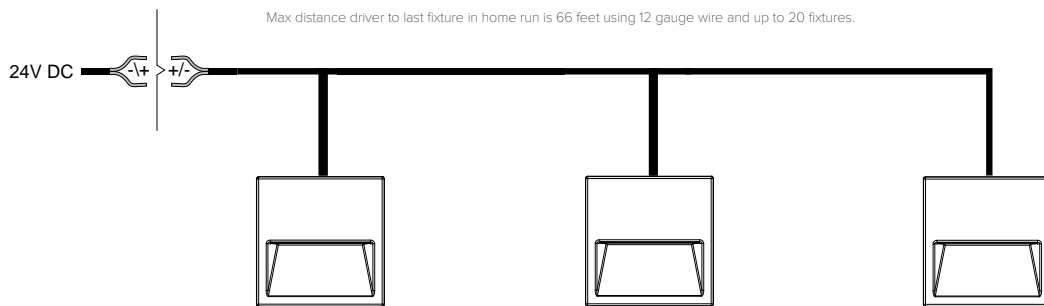 Max distance driver to last fixture in home run is 66 feet using 12 gauge wire and up to 20 fixtures.
24V DC -\+ +/-